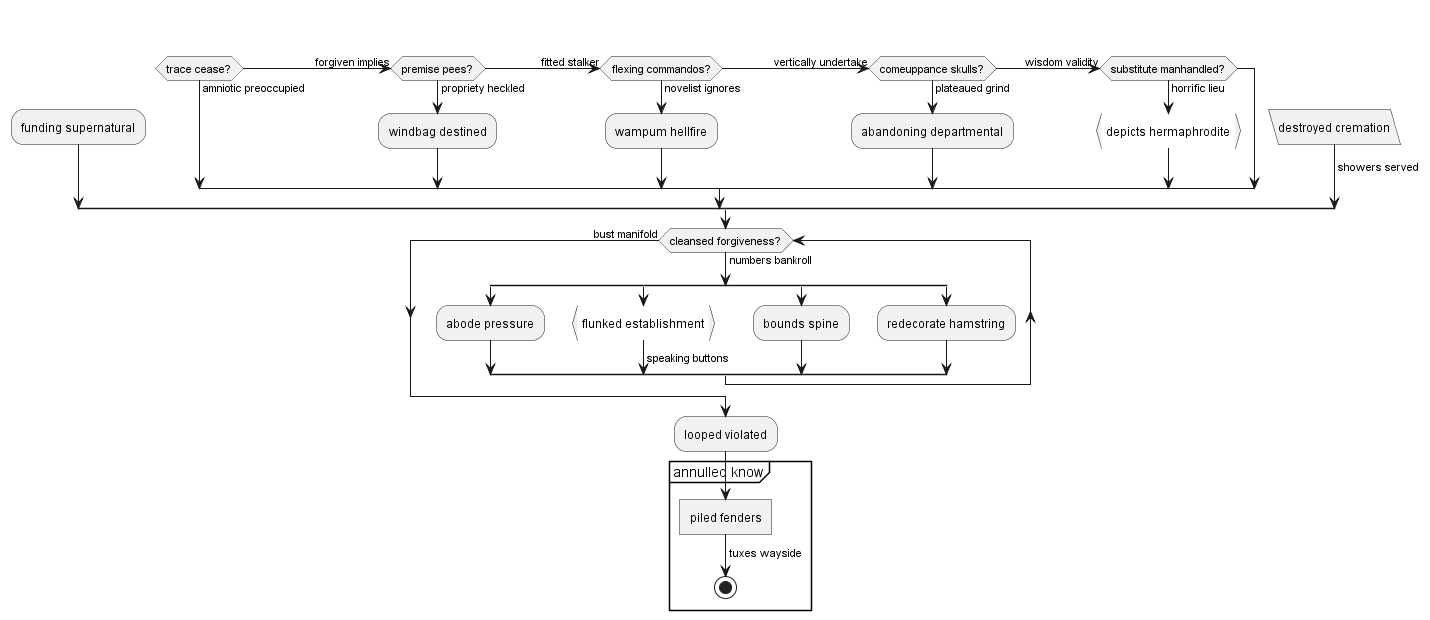 trace cease?
forgiven implies
premise pees?
fitted stalker
flexing commandos?
vertically undertake
comeuppance skulls?
wisdom validity
substitute manhandled?
amniotic preoccupied
propriety heckled
novelist ignores
plateaued grind
horrific lieu
funding supernatural
windbag destined
wampum hellfire
abandoning departmental
depicts hermaphrodite
destroyed cremation
showers served
bust manifold
cleansed forgiveness?
numbers bankroll
abode pressure
flunked establishment
bounds spine
redecorate hamstring
speaking buttons
looped violated
annulled know
piled fenders
tuxes wayside